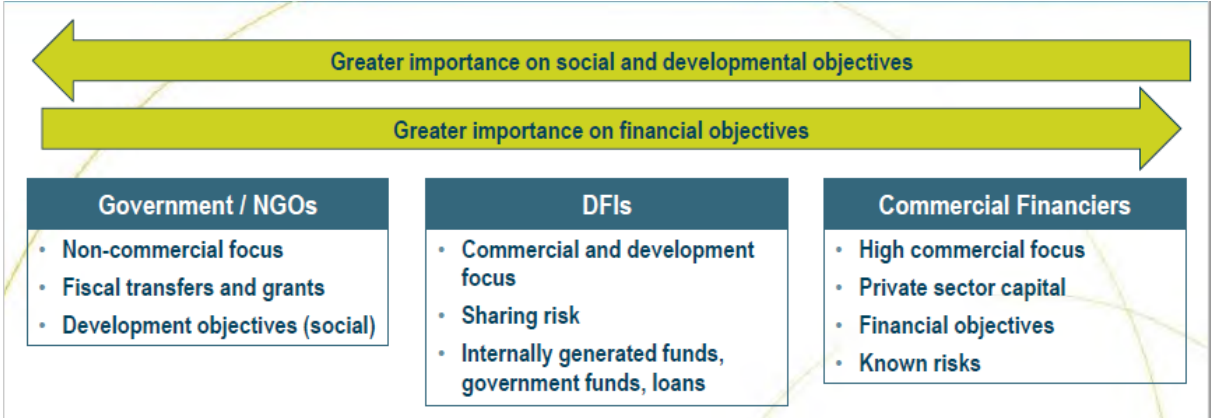 Greater importance on social and developmental objectives
Greater importance on financial objectives
Government / NGOs
• Non-commercial focus
• Fiscal transfers and grants
• Development objectives (social)
DFIs
• Commercial and development
focus
• Sharing risk
• Internally generated funds,
government funds, loans
Commercial Financiers
• High commercial focus
• Private sector capital
• Financial objectives
• Known risks